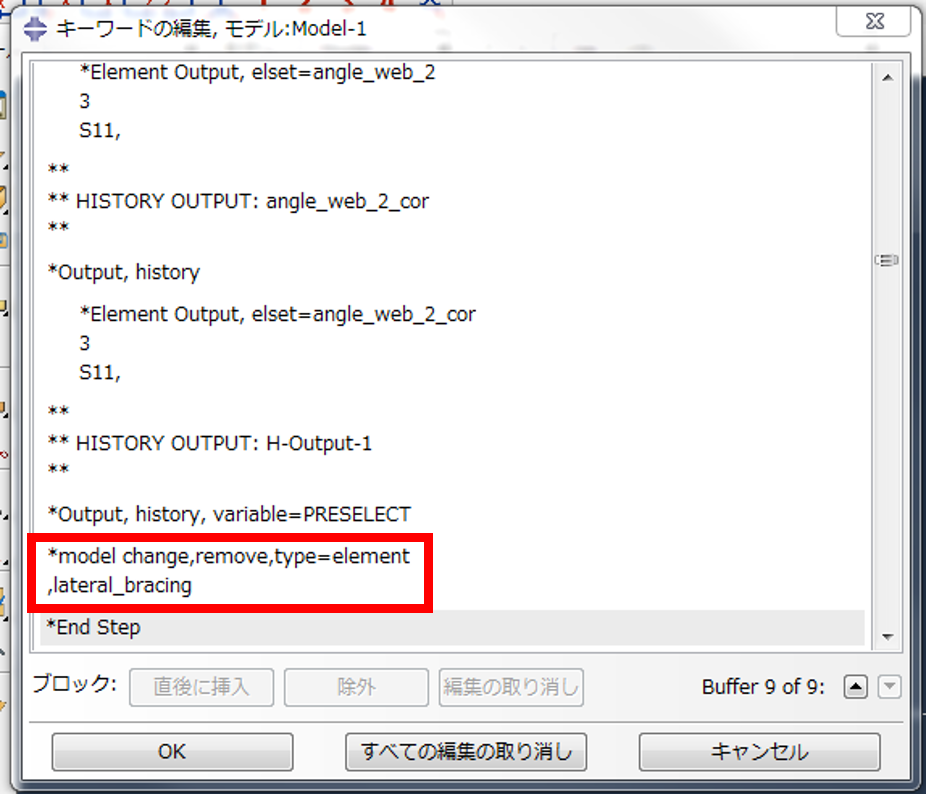 キーワードの編集, モデル:Model-1
*Element Output, elset=angle_web_2
3
S11,
**
** HISTORY OUTPUT: angle_web_2_cor
**
*Output, history
*Element Output, elset=angle_web_2_cor
3
S11,
**
** HISTORY OUTPUT: H-Output-1
**
*Output, history, variable=PRESELECT
*model change,remove,type=element
,lateral_bracing
*End Step
ブロック: 直後に挿入 除外 編集の取り消し Buffer 9 of 9:
OK すべての編集の取り消し キャンセル